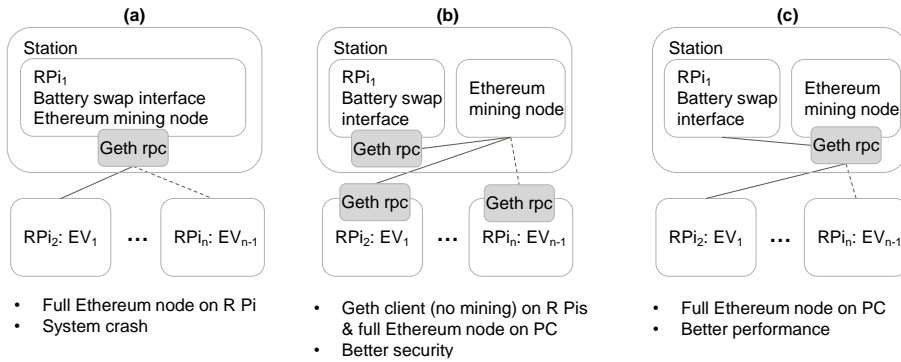 (a)
Station
RPi₁
Battery swap interface
Ethereum mining node
Geth rpc
RPi₂: EV₁
...
RPiₙ: EVₙ₋₁
• Full Ethereum node on R Pi
• System crash
(b)
Station
RPi₁
Battery swap
interface
Ethereum
mining node
Geth rpc
Geth rpc
Geth rpc
RPi₂: EV₁
...
RPiₙ: EVₙ₋₁
• Geth client (no mining) on R Pis
& full Ethereum node on PC
• Better security
(c)
Station
RPi₁
Battery swap
interface
Ethereum
mining node
Geth rpc
RPi₂: EV₁
...
RPiₙ: EVₙ₋₁
• Full Ethereum node on PC
• Better performance